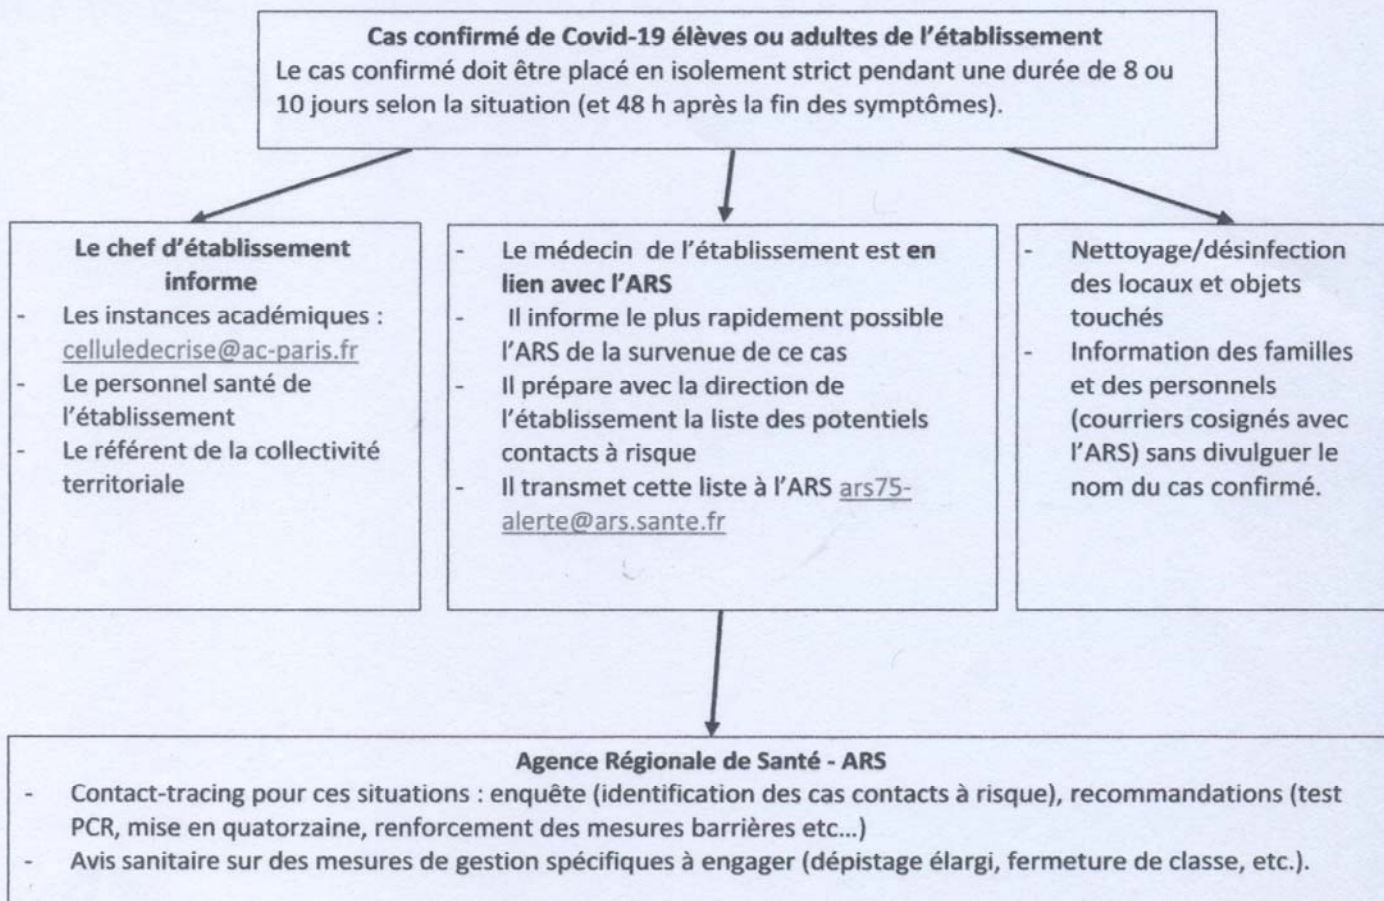 Cas confirmé de Covid-19 élèves ou adultes de l'établissement
Le cas confirmé doit être placé en isolement strict pendant une durée de 8 ou
10 jours selon la situation (et 48 h après la fin des symptômes).
Le chef d'établissement
informe
- Les instances académiques :
celluledecrise@ac-paris.fr
- Le personnel santé de
l'établissement
- Le référent de la collectivité
territoriale
- Le médecin de l'établissement est en
lien avec l'ARS
- Il informe le plus rapidement possible
l'ARS de la survenue de ce cas
- Il prépare avec la direction de
l'établissement la liste des potentiels
contacts à risque
- Il transmet cette liste à l'ARS ars75-
alerte@ars.sante.fr
- Nettoyage/désinfection
des locaux et objets
touchés
- Information des familles
et des personnels
(courriers cosignés avec
l'ARS) sans divulguer le
nom du cas confirmé.
Agence Régionale de Santé - ARS
- Contact-tracing pour ces situations : enquête (identification des cas contacts à risque), recommandations (test
PCR, mise en quatorzaine, renforcement des mesures barrières etc...)
- Avis sanitaire sur des mesures de gestion spécifiques à engager (dépistage élargi, fermeture de classe, etc.).